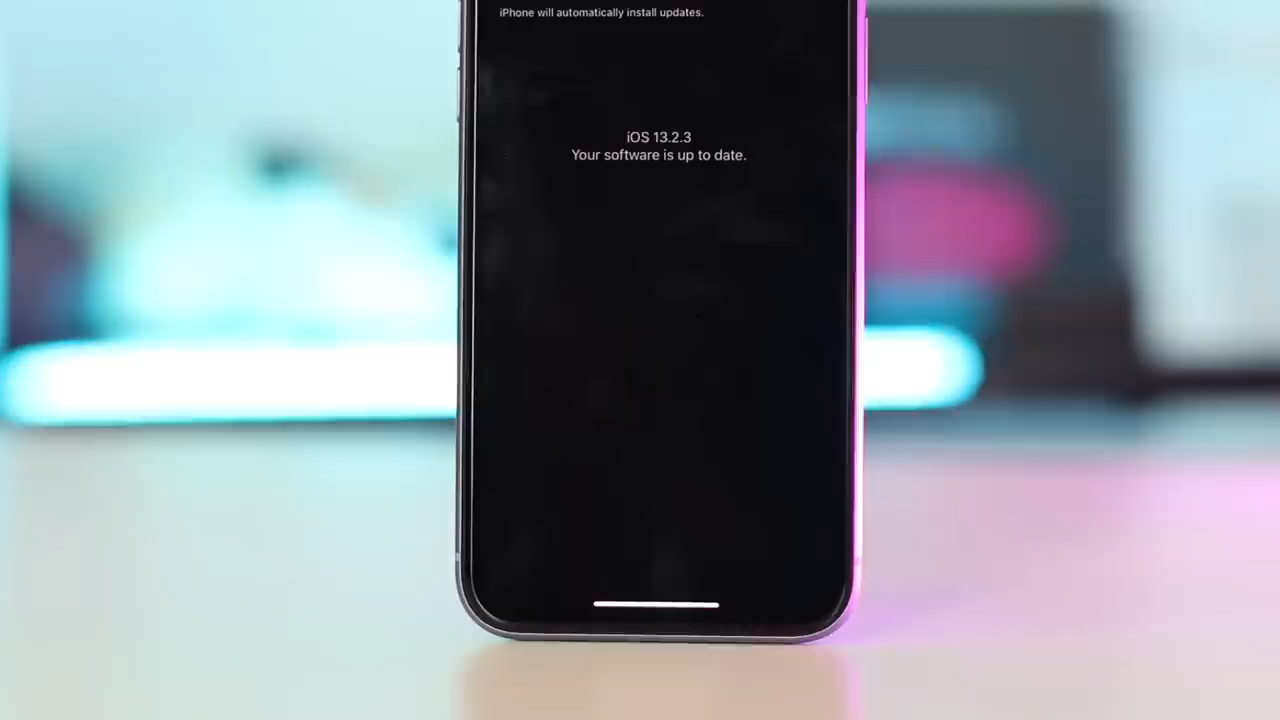 iPhone will automatically install updates.
iOS 13.2.3
Your software is up to date.